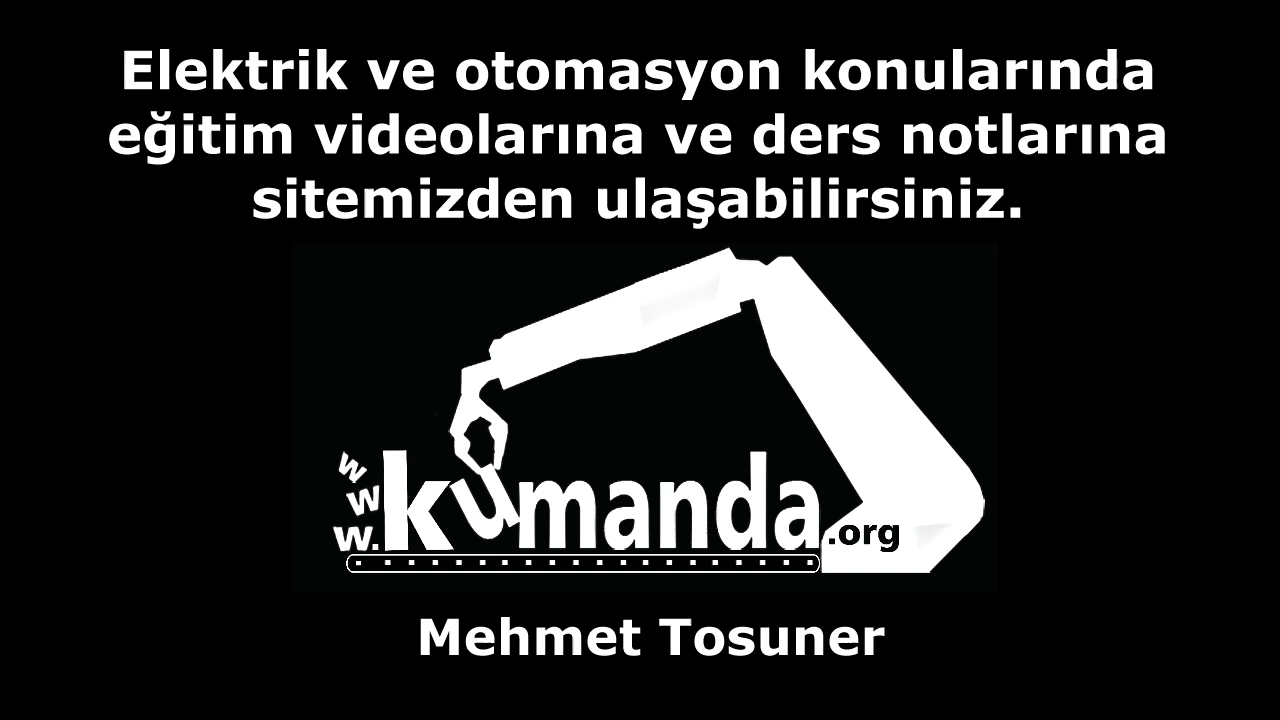 Elektrik ve otomasyon konularında
eğitim videolarına ve ders notlarına
sitemizden ulaşabilirsiniz.
www.kumanda.org
Mehmet Tosuner